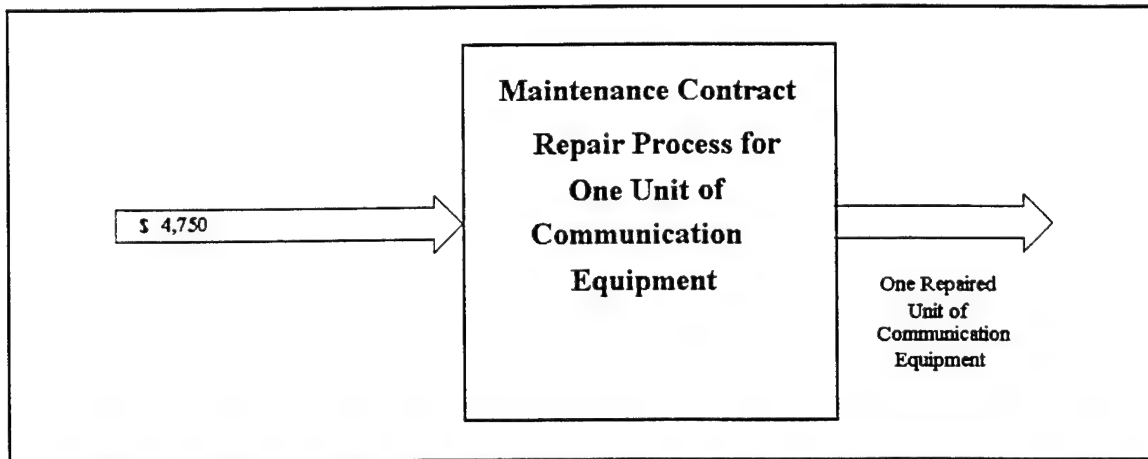 Maintenance Contract
Repair Process for
One Unit of
Communication
Equipment
$ 4,750
One Repaired
Unit of
Communication
Equipment